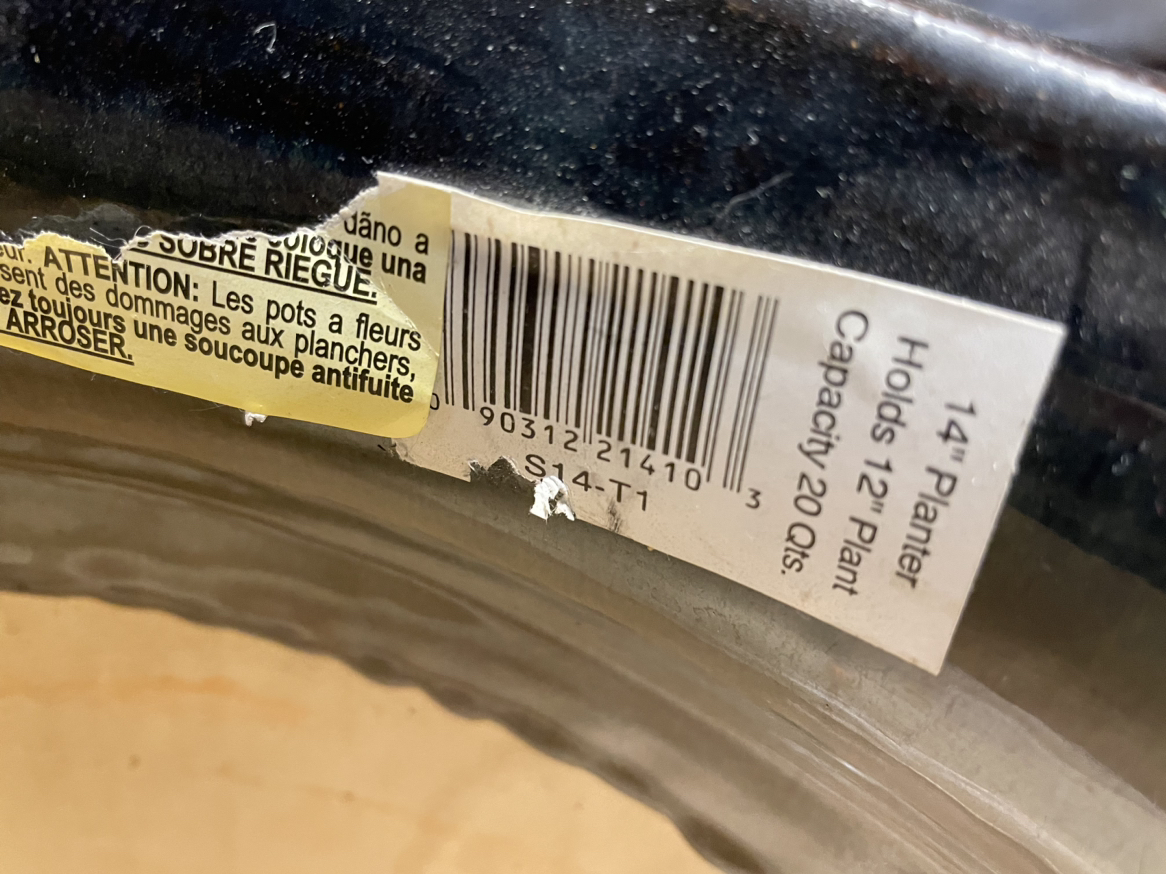 dãno a
SOBRE coloque una
RIEGUE.
ATTENTION: Les pots a fleurs
sent des dommages aux planchers,
ez toujours une soucoupe antifuite
ARROSER.
0 90312 21410 3
S14-T1
14" Planter
Holds 12" Plant
Capacity 20 Qts.